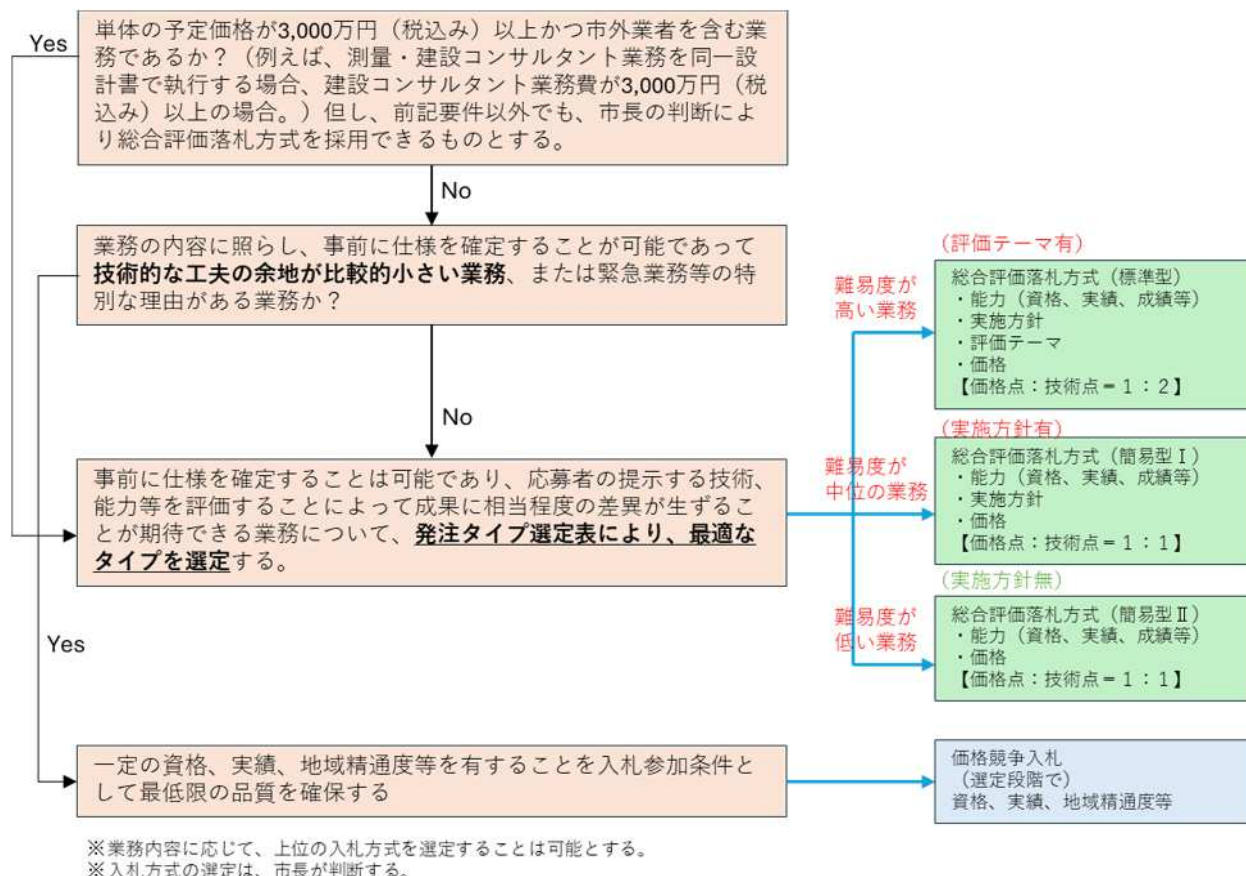 Yes
単体の予定価格が3,000万円（税込み）以上かつ市外業者を含む業
務であるか？（例えば、測量・建設コンサルタント業務を同一設
計書で執行する場合、建設コンサルタント業務費が3,000万円（税
込み）以上の場合。）但し、前記要件以外でも、市長の判断によ
り総合評価落札方式を採用できるものとする。
No
業務の内容に照らし、事前に仕様を確定することが可能であって
技術的な工夫の余地が比較的小さい業務、または緊急業務等の特
別な理由がある業務か？
No
事前に仕様を確定することは可能であり、応募者の提示する技術、
能力等を評価することによって成果に相当程度の差異が生ずるこ
とが期待できる業務について、発注タイプ選定表により、最適な
タイプを選定する。
難易度が
高い業務
（評価テーマ有）
総合評価落札方式（標準型）
・能力（資格、実績、成績等）
・実施方針
・評価テーマ
・価格
【価格点：技術点＝１：２】
難易度が
中位の業務
（実施方針有）
総合評価落札方式（簡易型Ⅰ）
・能力（資格、実績、成績等）
・実施方針
・価格
【価格点：技術点＝１：１】
難易度が
低い業務
（実施方針無）
総合評価落札方式（簡易型Ⅱ）
・能力（資格、実績、成績等）
・価格
【価格点：技術点＝１：１】
Yes
一定の資格、実績、地域精通度等を有することを入札参加条件と
して最低限の品質を確保する
価格競争入札
（選定段階で）
資格、実績、地域精通度等
※業務内容に応じて、上位の入札方式を選定することは可能とする。
※入札方式の選定は、市長が判断する。